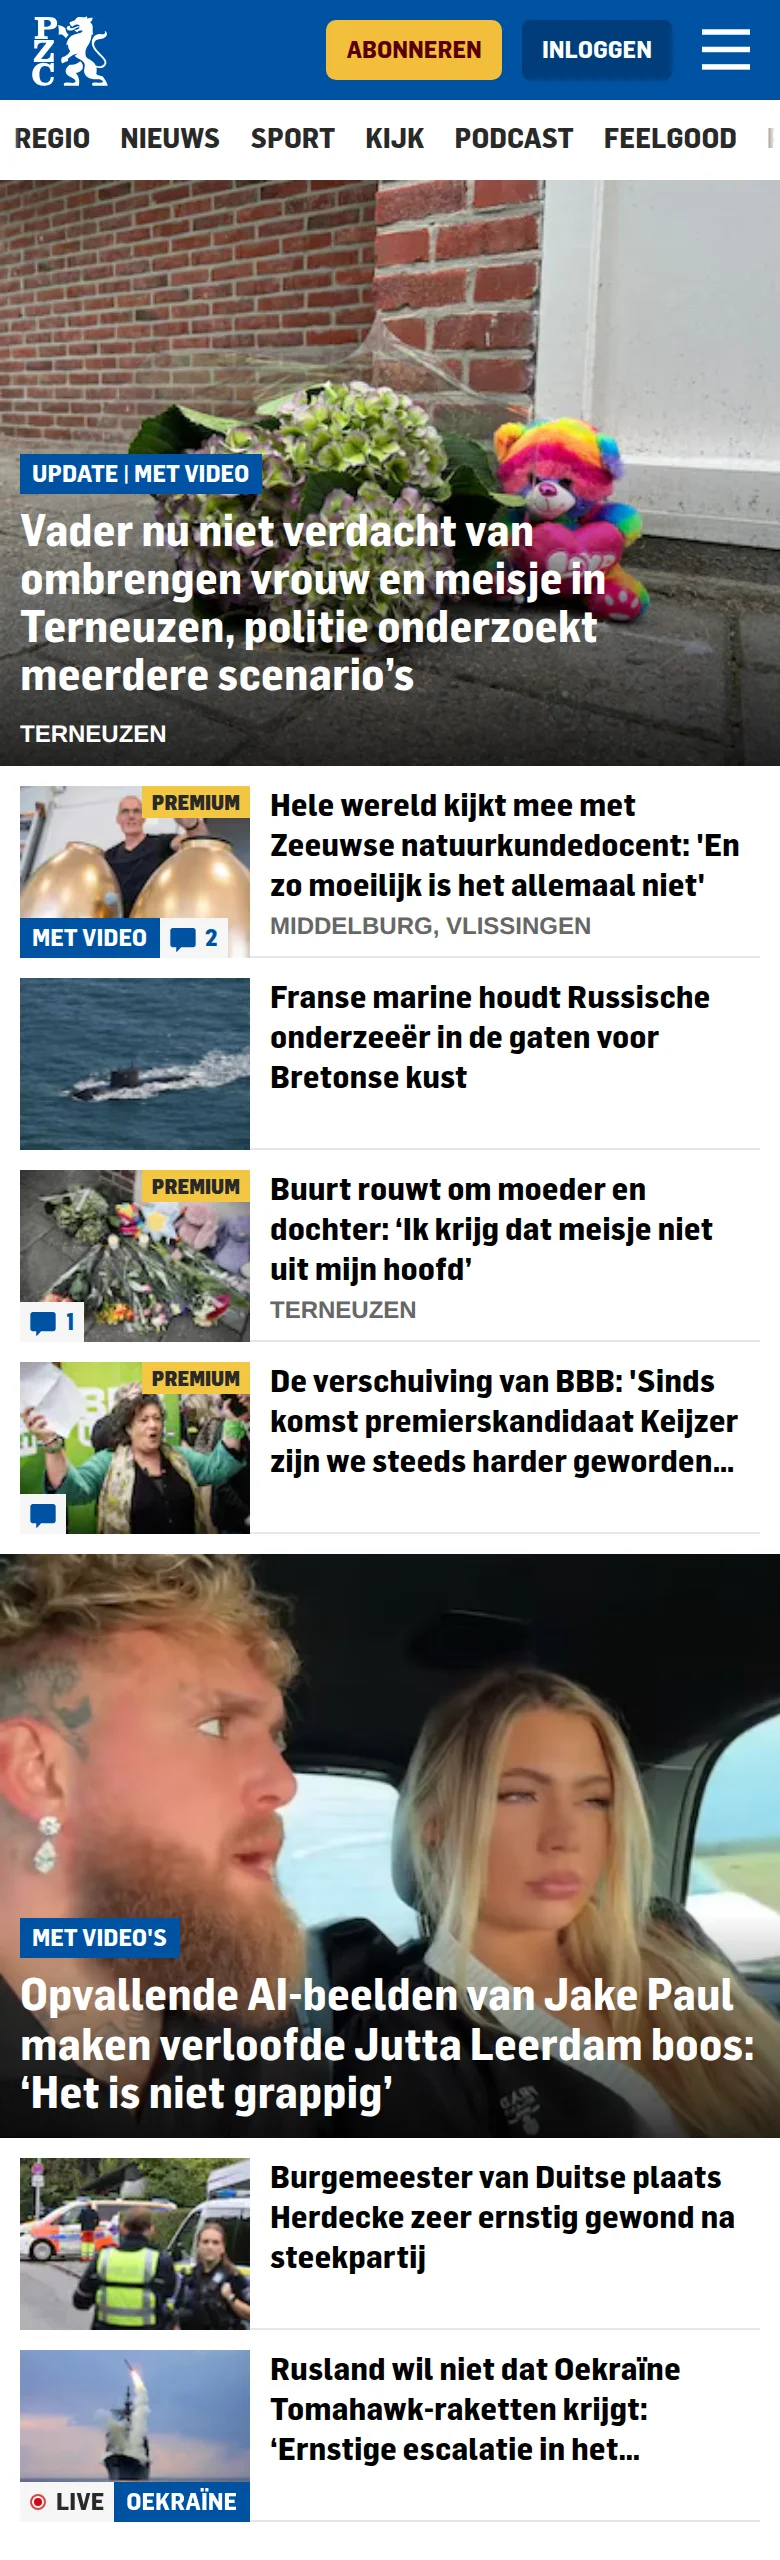 PZC
ABONNEREN
INLOGGEN
REGIO NIEUWS SPORT KIJK PODCAST FEELGOOD
UPDATE | MET VIDEO
Vader nu niet verdacht van
ombrengen vrouw en meisje in
Terneuzen, politie onderzoekt
meerdere scenario’s
TERNEUZEN
PREMIUM
MET VIDEO
2
Hele wereld kijkt mee met
Zeeuwse natuurkundedocent: 'En
zo moeilijk is het allemaal niet'
MIDDELBURG, VLISSINGEN
Franse marine houdt Russische
onderzeeër in de gaten voor
Bretonse kust
PREMIUM
1
Buurt rouwt om moeder en
dochter: ‘Ik krijg dat meisje niet
uit mijn hoofd’
TERNEUZEN
PREMIUM
De verschuiving van BBB: 'Sinds
komst premierskandidaat Keijzer
zijn we steeds harder geworden...
MET VIDEO'S
Opvallende AI-beelden van Jake Paul
maken verloofde Jutta Leerdam boos:
‘Het is niet grappig’
Burgemeester van Duitse plaats
Herdecke zeer ernstig gewond na
steekpartij
LIVE OEKRAÏNE
Rusland wil niet dat Oekraïne
Tomahawk-raketten krijgt:
‘Ernstige escalatie in het...